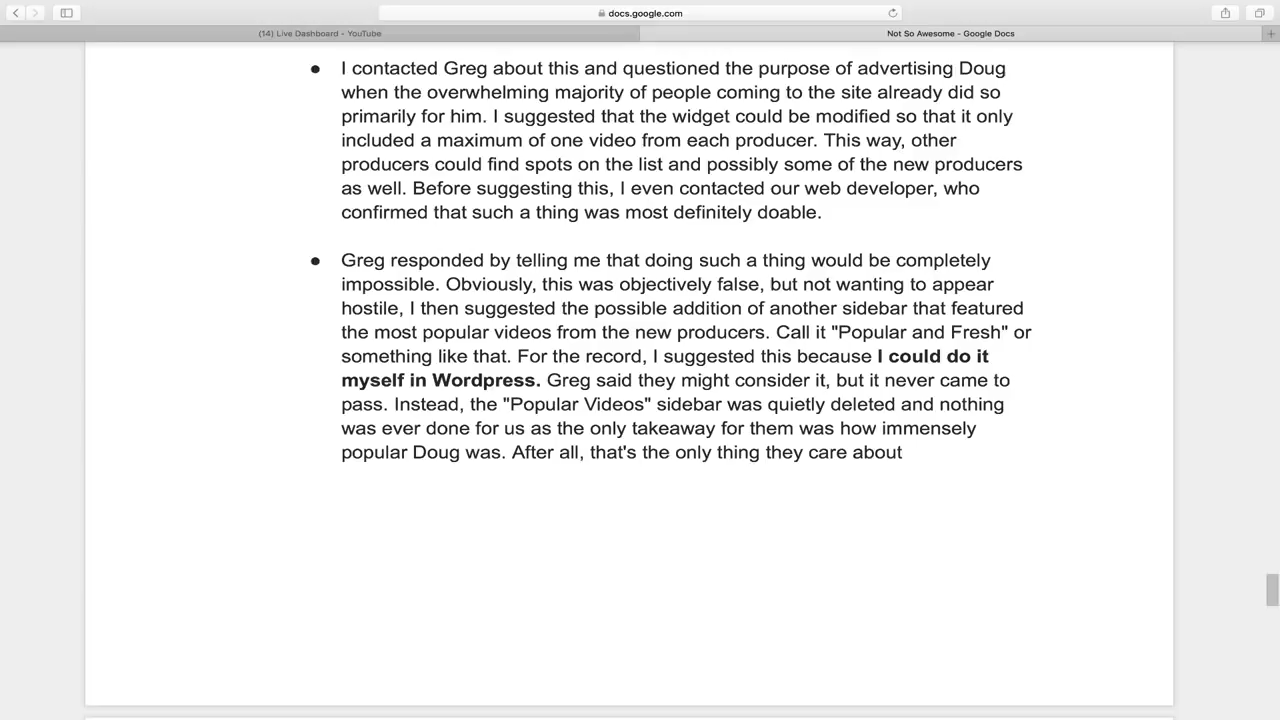 docs.google.com
(14) Live Dashboard - YouTube
Not So Awesome - Google Docs
● I contacted Greg about this and questioned the purpose of advertising Doug
when the overwhelming majority of people coming to the site already did so
primarily for him. I suggested that the widget could be modified so that it only
included a maximum of one video from each producer. This way, other
producers could find spots on the list and possibly some of the new producers
as well. Before suggesting this, I even contacted our web developer, who
confirmed that such a thing was most definitely doable.
● Greg responded by telling me that doing such a thing would be completely
impossible. Obviously, this was objectively false, but not wanting to appear
hostile, I then suggested the possible addition of another sidebar that featured
the most popular videos from the new producers. Call it "Popular and Fresh" or
something like that. For the record, I suggested this because I could do it
myself in Wordpress. Greg said they might consider it, but it never came to
pass. Instead, the "Popular Videos" sidebar was quietly deleted and nothing
was ever done for us as the only takeaway for them was how immensely
popular Doug was. After all, that's the only thing they care about